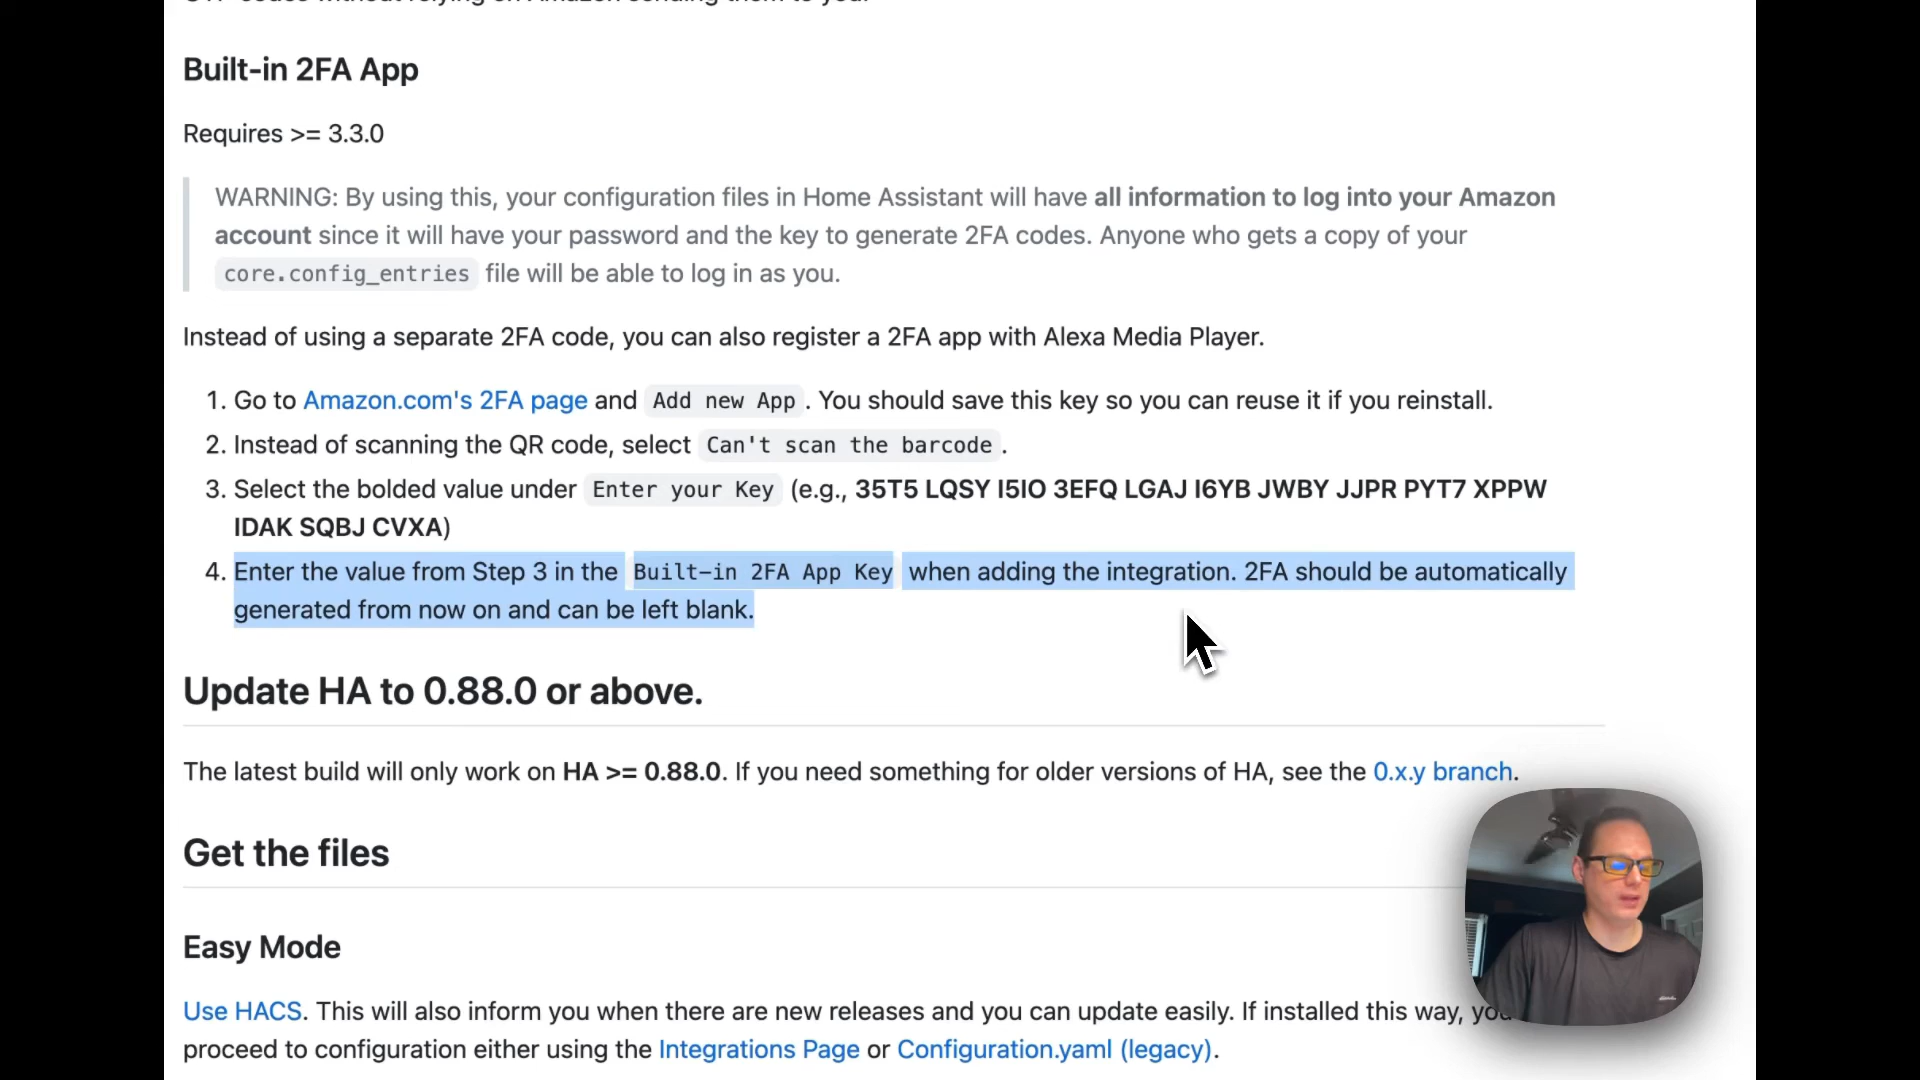 Built-in 2FA App
Requires >= 3.3.0
WARNING: By using this, your configuration files in Home Assistant will have all information to log into your Amazon
account since it will have your password and the key to generate 2FA codes. Anyone who gets a copy of your
core.config_entries file will be able to log in as you.
Instead of using a separate 2FA code, you can also register a 2FA app with Alexa Media Player.
1. Go to Amazon.com's 2FA page and Add new App . You should save this key so you can reuse it if you reinstall.
2. Instead of scanning the QR code, select Can't scan the barcode .
3. Select the bolded value under Enter your Key (e.g., 35T5 LQSY I5IO 3EFQ LGAJ I6YB JWBY JJPR PYT7 XPPW
IDAK SQBJ CVXA)
4. Enter the value from Step 3 in the Built-in 2FA App Key when adding the integration. 2FA should be automatically
generated from now on and can be left blank.
Update HA to 0.88.0 or above.
The latest build will only work on HA >= 0.88.0. If you need something for older versions of HA, see the 0.x.y branch.
Get the files
Easy Mode
Use HACS. This will also inform you when there are new releases and you can update easily. If installed this way, you
proceed to configuration either using the Integrations Page or Configuration.yaml (legacy).